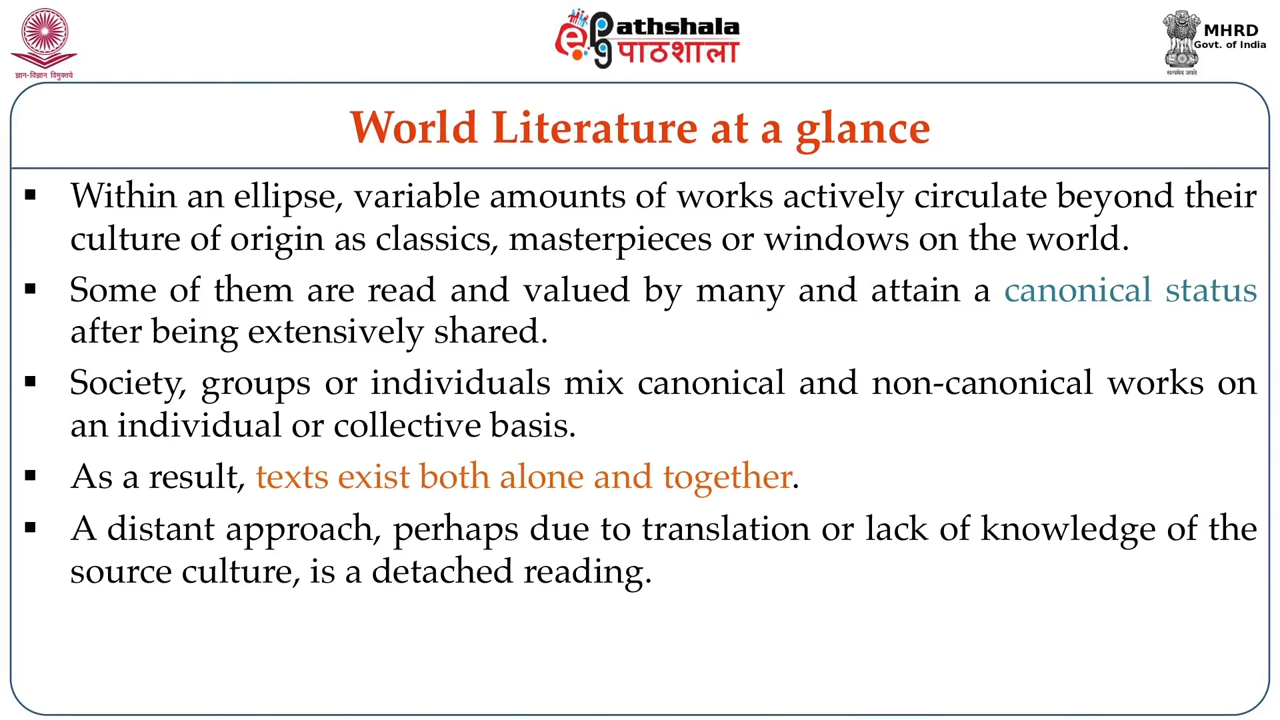 ज्ञान-विज्ञान विमुक्तये
ePathshala
पाठशाला
MHRD
Govt. of India
सत्यमेव जयते
World Literature at a glance
▪ Within an ellipse, variable amounts of works actively circulate beyond their
culture of origin as classics, masterpieces or windows on the world.
▪ Some of them are read and valued by many and attain a canonical status
after being extensively shared.
▪ Society, groups or individuals mix canonical and non-canonical works on
an individual or collective basis.
▪ As a result, texts exist both alone and together.
▪ A distant approach, perhaps due to translation or lack of knowledge of the
source culture, is a detached reading.